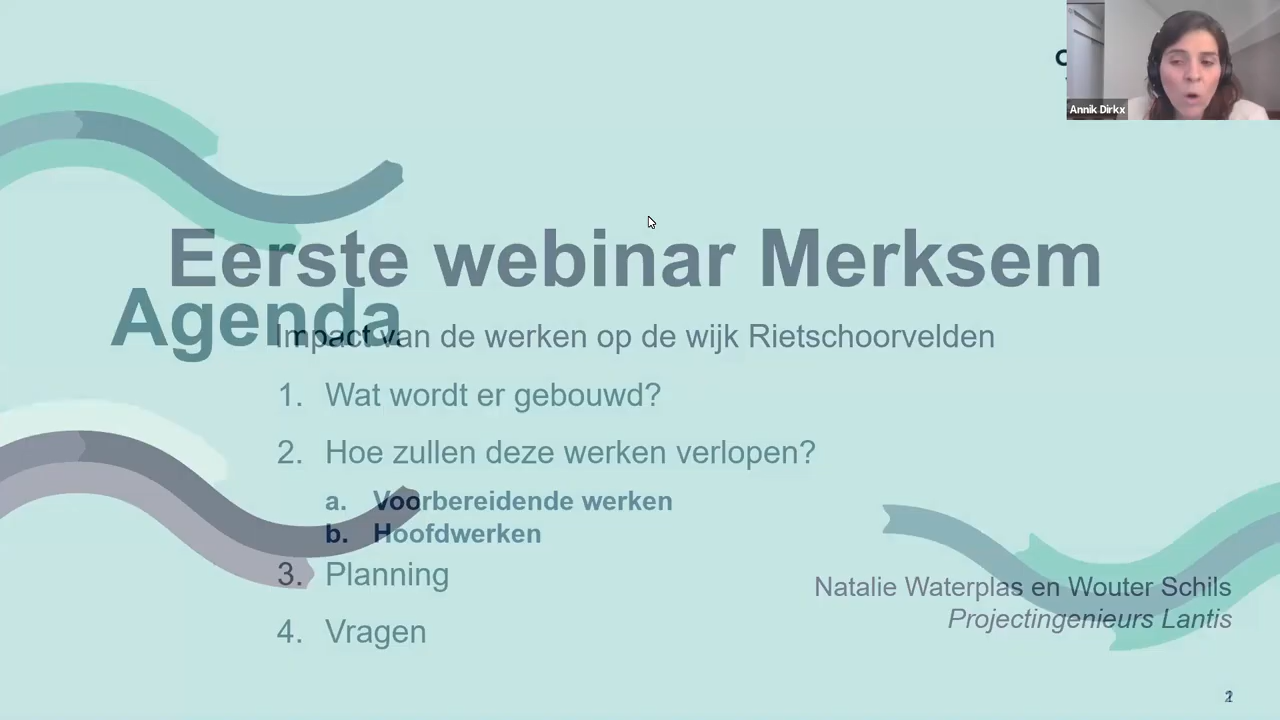 Annik Dirkx
Eerste webinar Merksem
Agenda
Impact van de werken op de wijk Rietschoorvelden
1. Wat wordt er gebouwd?
2. Hoe zullen deze werken verlopen?
a. Voorbereidende werken
b. Hoofdwerken
3. Planning
4. Vragen
Natalie Waterplas en Wouter Schils
Projectingenieurs Lantis